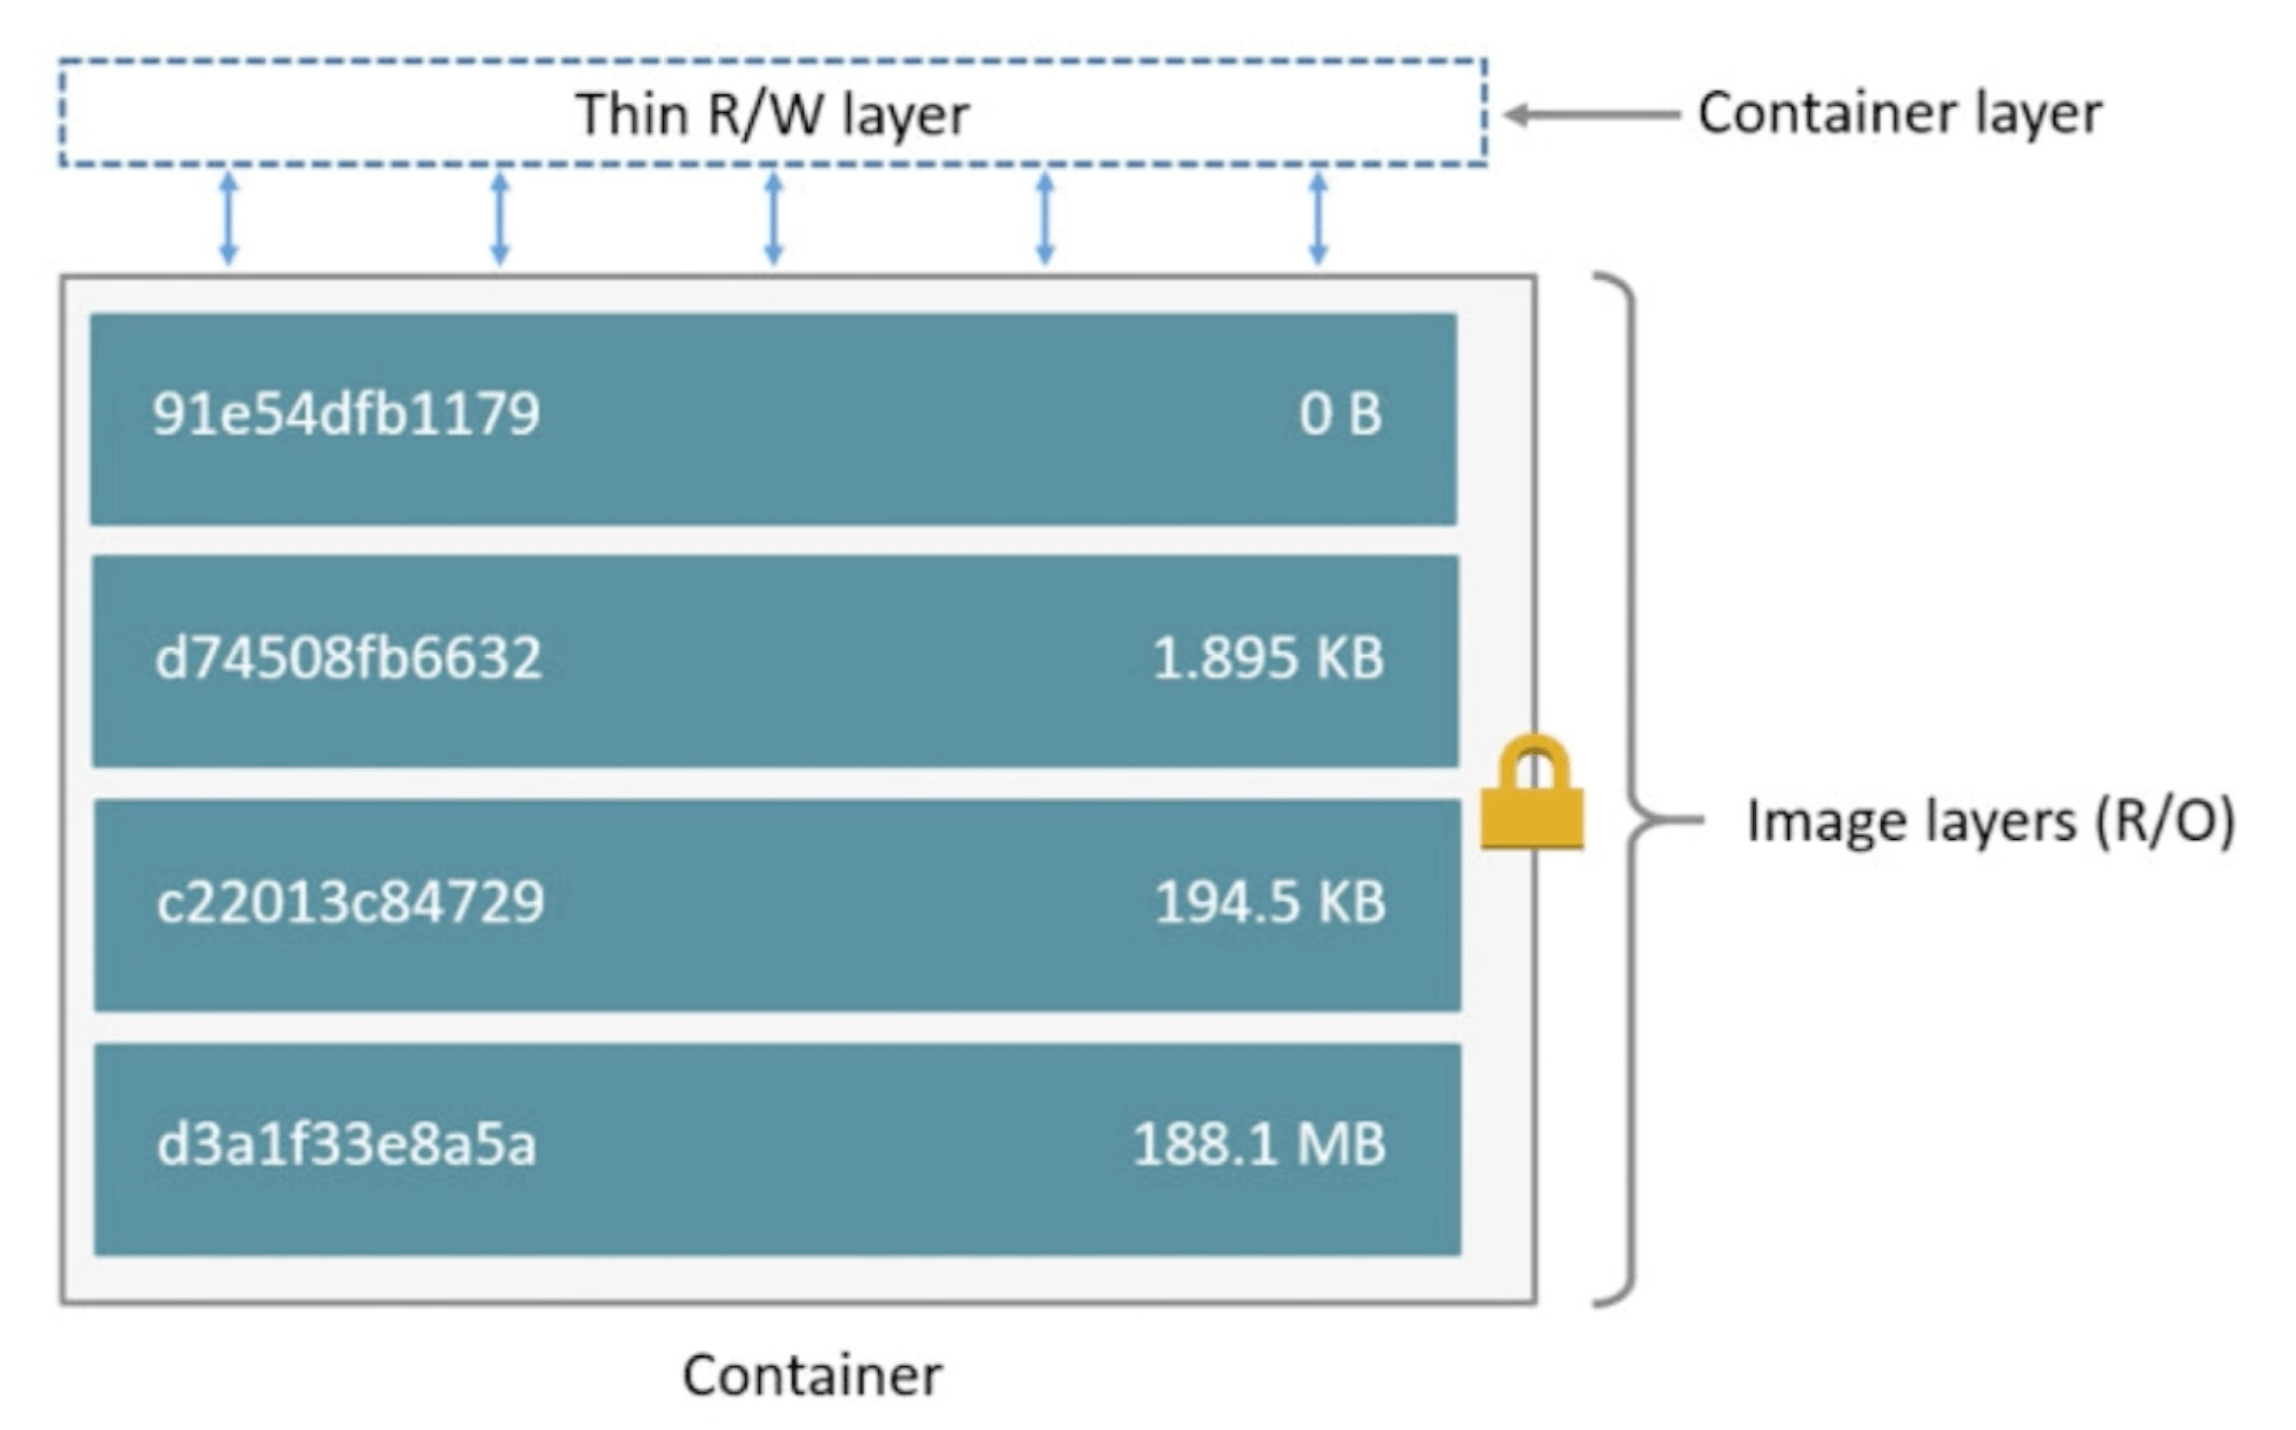 Thin R/W layer
Container layer
91e54dfb1179 0 B
d74508fb6632 1.895 KB
c22013c84729 194.5 KB
Image layers (R/O)
d3a1f33e8a5a 188.1 MB
Container